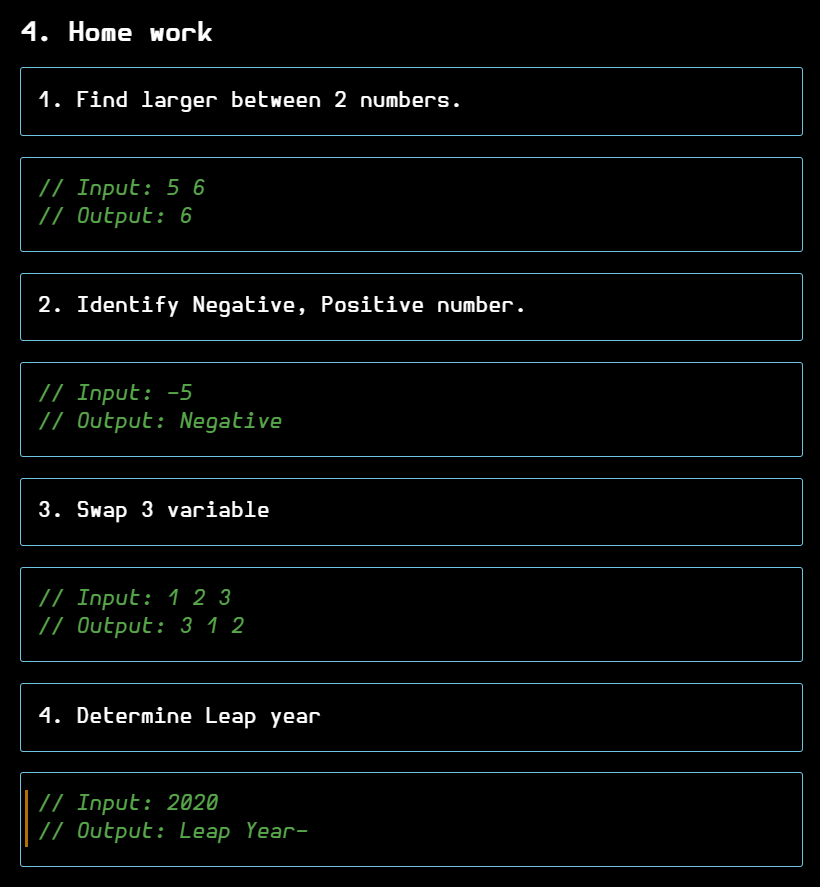 4. Home work
1. Find larger between 2 numbers.
// Input: 5 6
// Output: 6
2. Identify Negative, Positive number.
// Input: -5
// Output: Negative
3. Swap 3 variable
// Input: 1 2 3
// Output: 3 1 2
4. Determine Leap year
// Input: 2020
// Output: Leap Year-